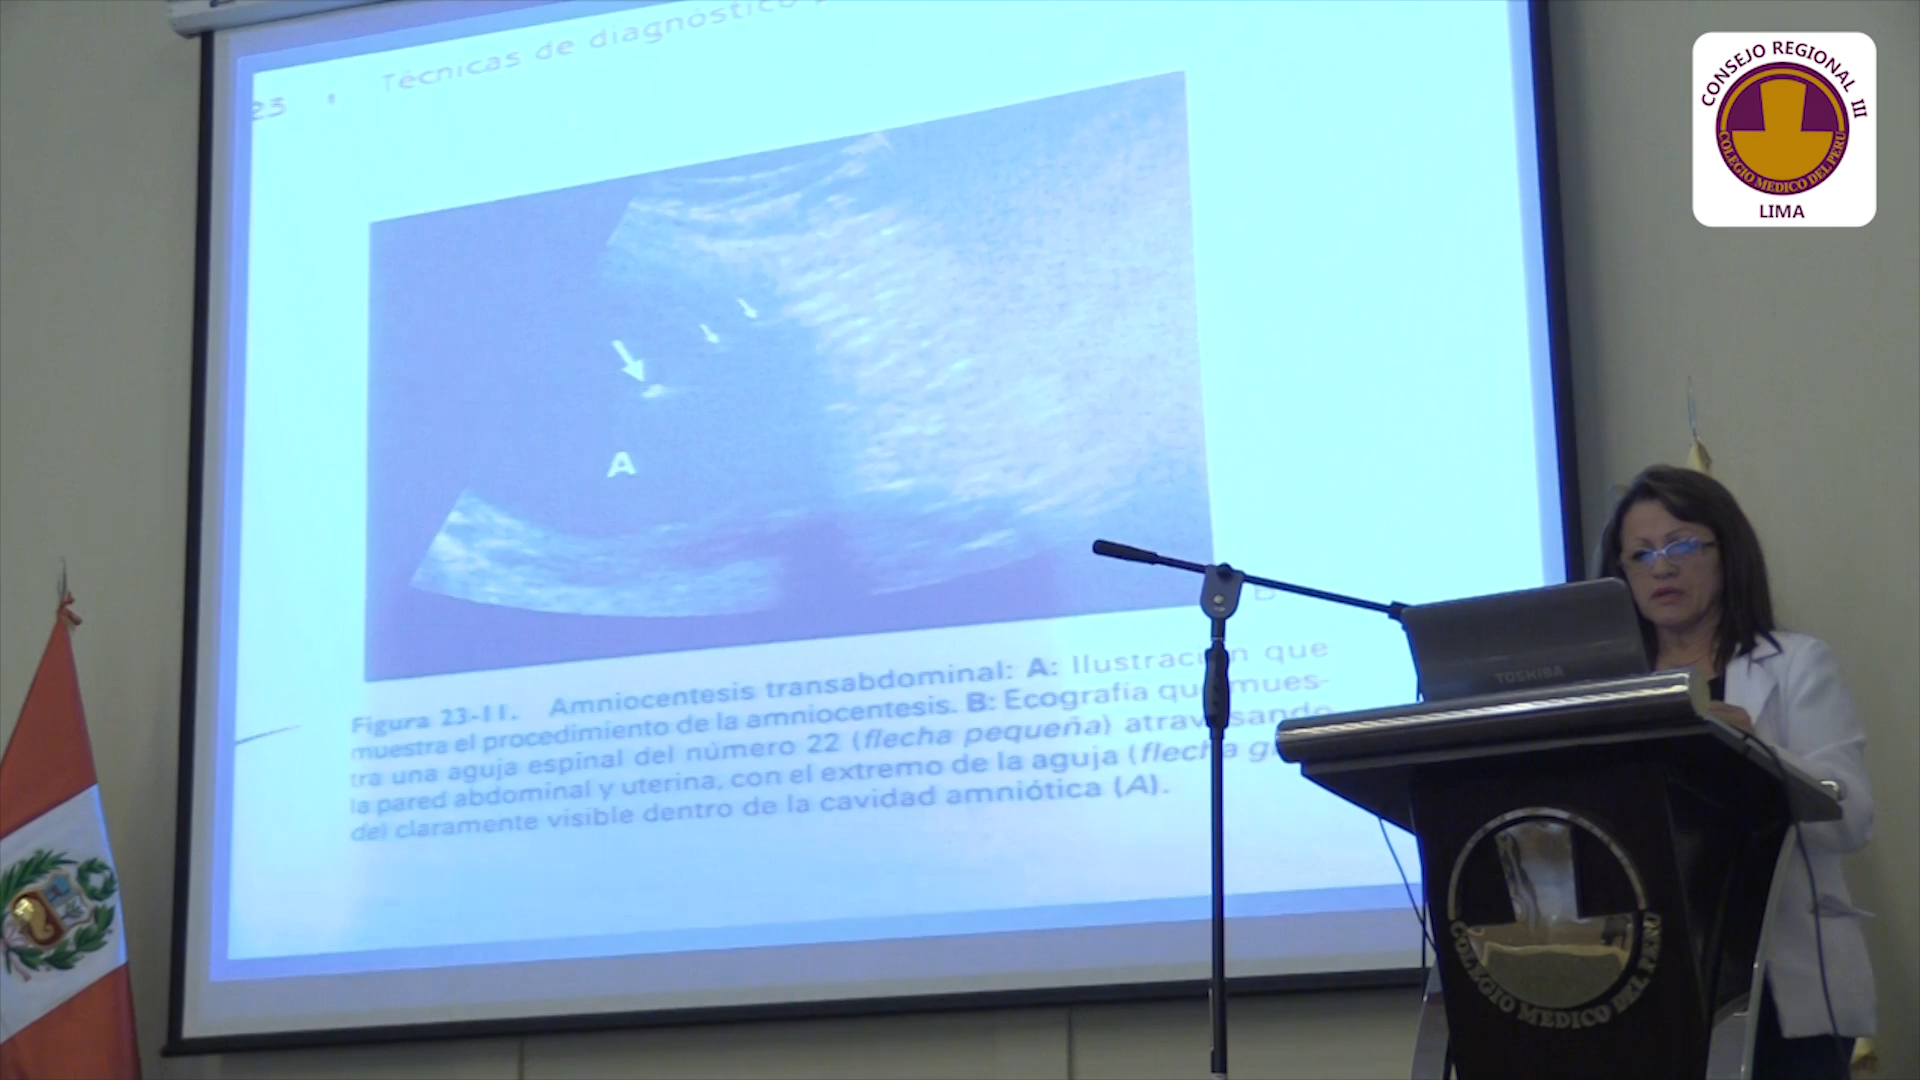 23 • Técnicas de diagnóstico
A
B
Figura 23-11. Amniocentesis transabdominal: A: Ilustración que
muestra el procedimiento de la amniocentesis. B: Ecografía que mues-
tra una aguja espinal del número 22 (flecha pequeña) atravesando
la pared abdominal y uterina, con el extremo de la aguja (flecha
del claramente visible dentro de la cavidad amniótica (A).
CONSEJO REGIONAL III
COLEGIO MEDICO DEL PERU
LIMA
TOSHIBA
COLEGIO MEDICO DEL PERU